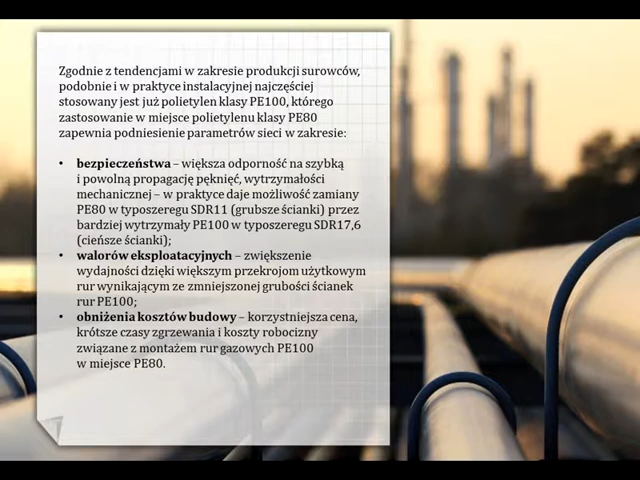 Zgodnie z tendencjami w zakresie produkcji surowców,
podobnie i w praktyce instalacyjnej najczęściej
stosowany jest już polietylen klasy PE100, którego
zastosowanie w miejsce polietylenu klasy PE80
zapewnia podniesienie parametrów sieci w zakresie:
• bezpieczeństwa – większa odporność na szybką
i powolną propagację pęknięć, wytrzymałości
mechanicznej – w praktyce daje możliwość zamiany
PE80 w typoszeregu SDR11 (grubsze ścianki) przez
bardziej wytrzymały PE100 w typoszeregu SDR17,6
(cieńsze ścianki);
• walorów eksploatacyjnych – zwiększenie
wydajności dzięki większym przekrojom użytkowym
rur wynikającym ze zmniejszonej grubości ścianek
rur PE100;
• obniżenia kosztów budowy – korzystniejsza cena,
krótsze czasy zgrzewania i koszty robocizny
związane z montażem rur gazowych PE100
w miejsce PE80.